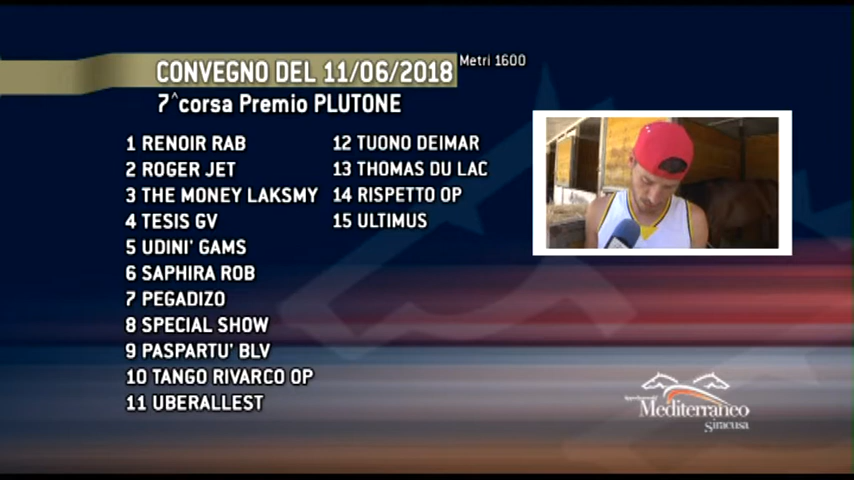 CONVEGNO DEL 11/06/2018 Metri 1600
7^corsa Premio PLUTONE
1 RENOIR RAB
2 ROGER JET
3 THE MONEY LAKSMY
4 TESIS GV
5 UDINI' GAMS
6 SAPHIRA ROB
7 PEGADIZO
8 SPECIAL SHOW
9 PASPARTU' BLV
10 TANGO RIVARCO OP
11 UBERALLEST
12 TUONO DEIMAR
13 THOMAS DU LAC
14 RISPETTO OP
15 ULTIMUS
Mediterraneo
Siracusa